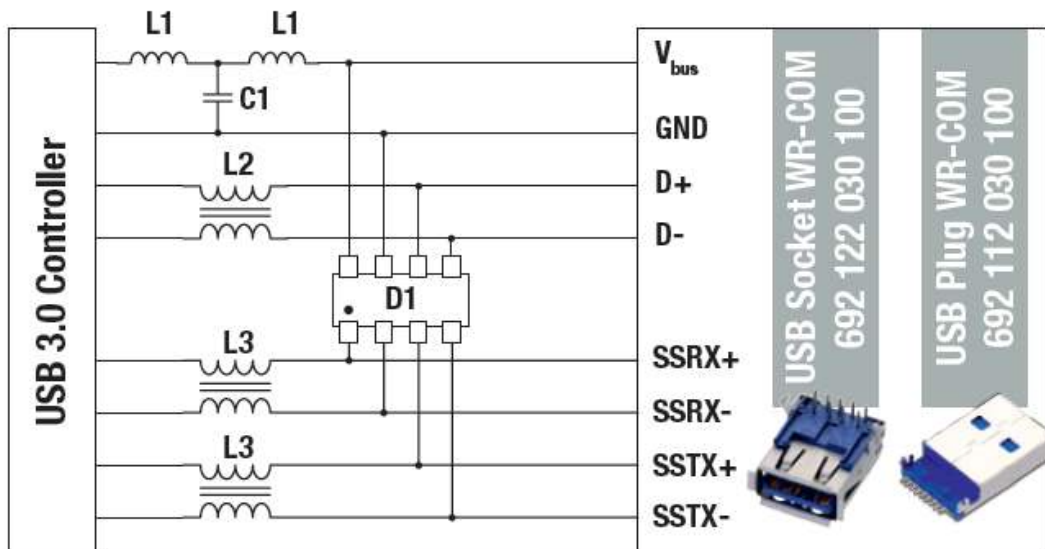 L1
L1
C1
L2
D1
L3
L3
USB 3.0 Controller
V bus
GND
D+
D-
SSRX+
SSRX-
SSTX+
SSTX-
USB Socket WR-COM
692 122 030 100
USB Plug WR-COM
692 112 030 100